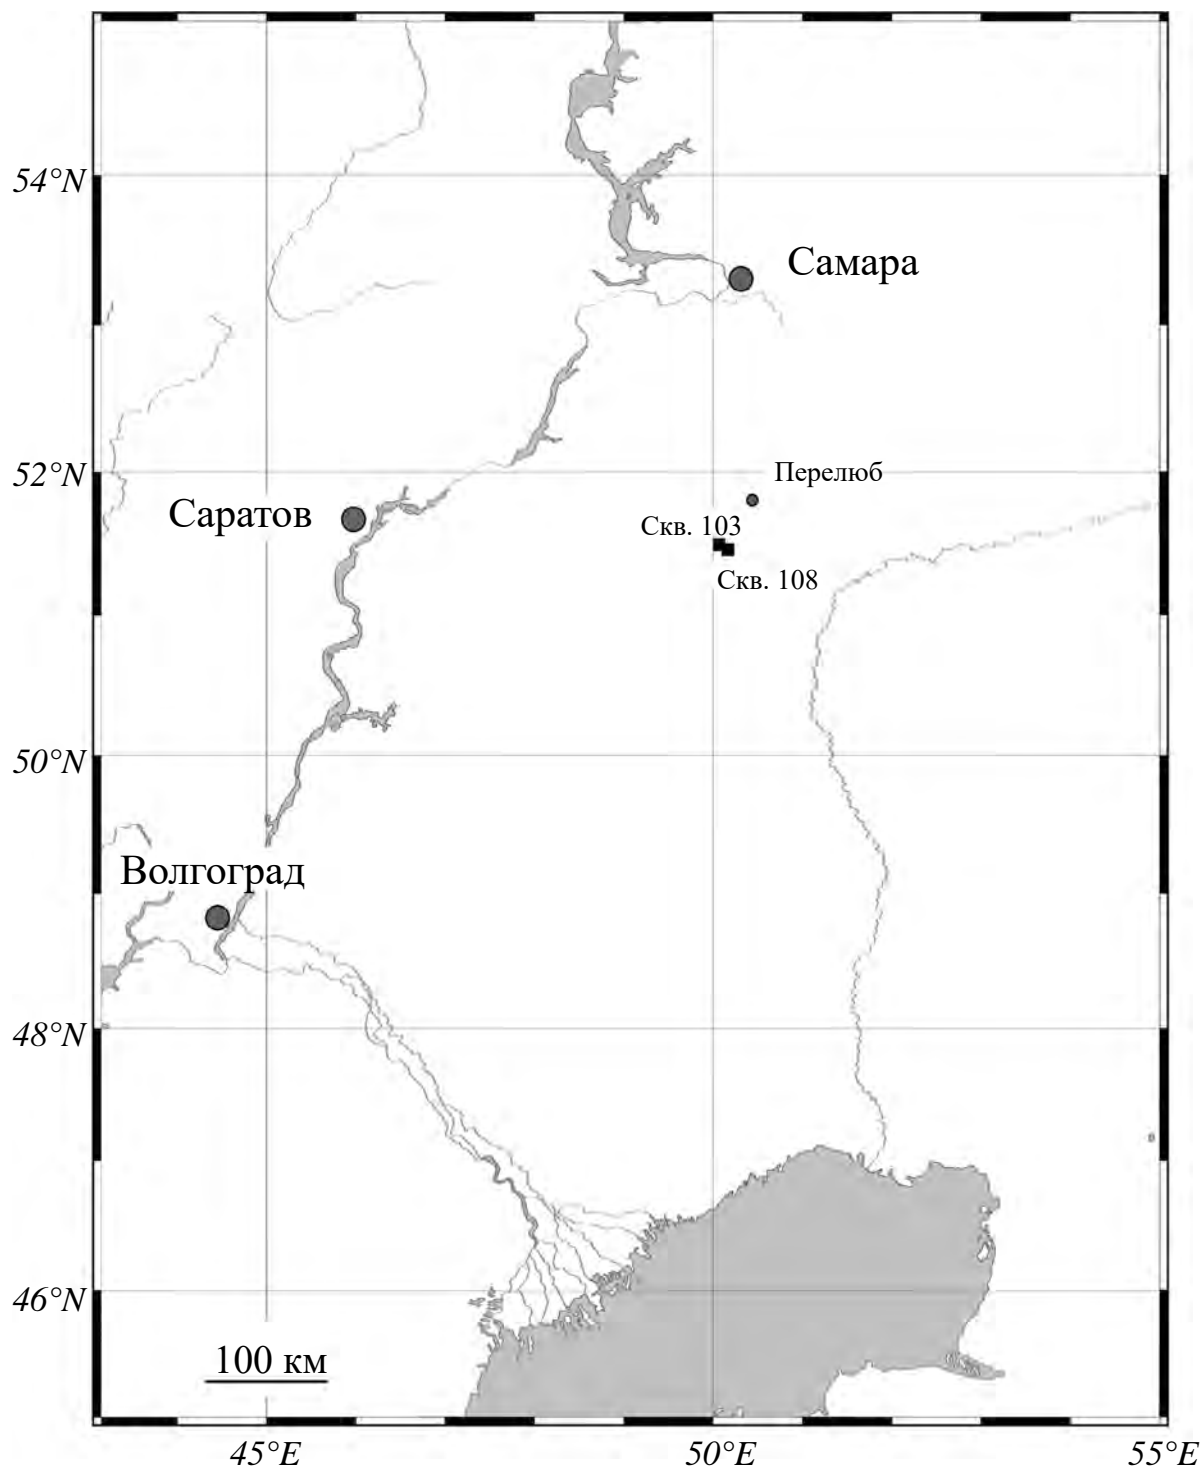 54°N
Самара
52°N
Перелюб
Саратов
Скв. 103
Скв. 108
50°N
Волгоград
48°N
46°N
100 км
45°E
50°E
55°E